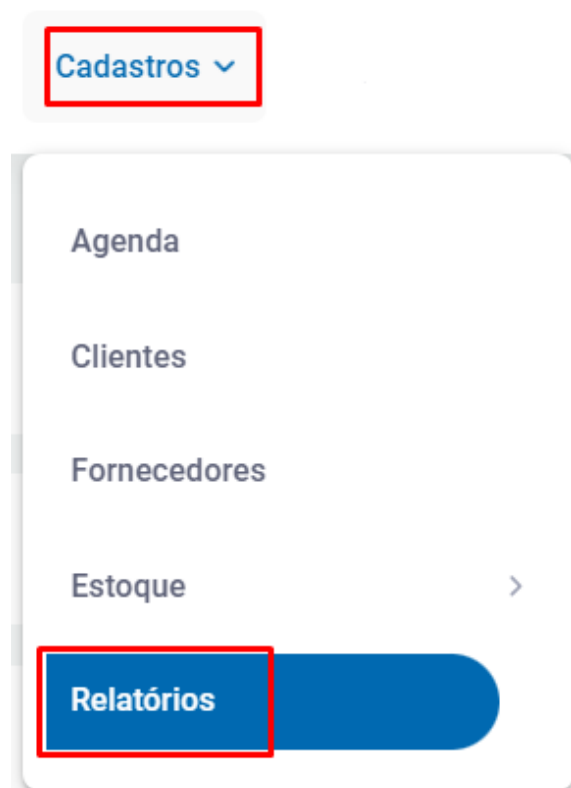 Cadastros
Agenda
Clientes
Fornecedores
Estoque
Relatórios